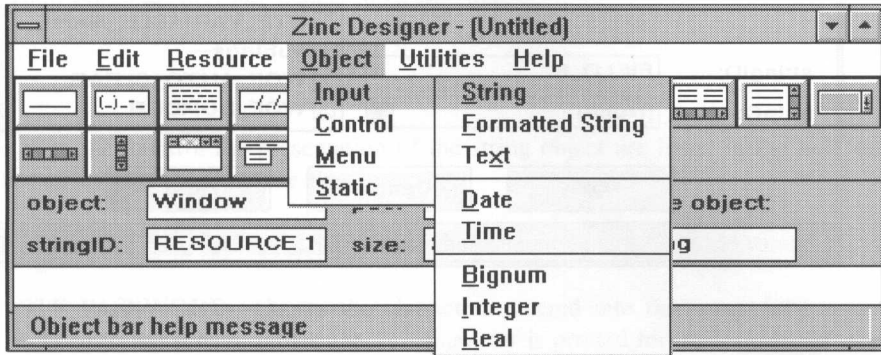 Zinc Designer - (Untitled)
File Edit Resource Object Utilities Help
Input
Control
Menu
Static
String
Formatted String
Text
Date
Time
Bignum
Integer
Real
object: Window
e object:
stringID: RESOURCE 1 size:
Object bar help message